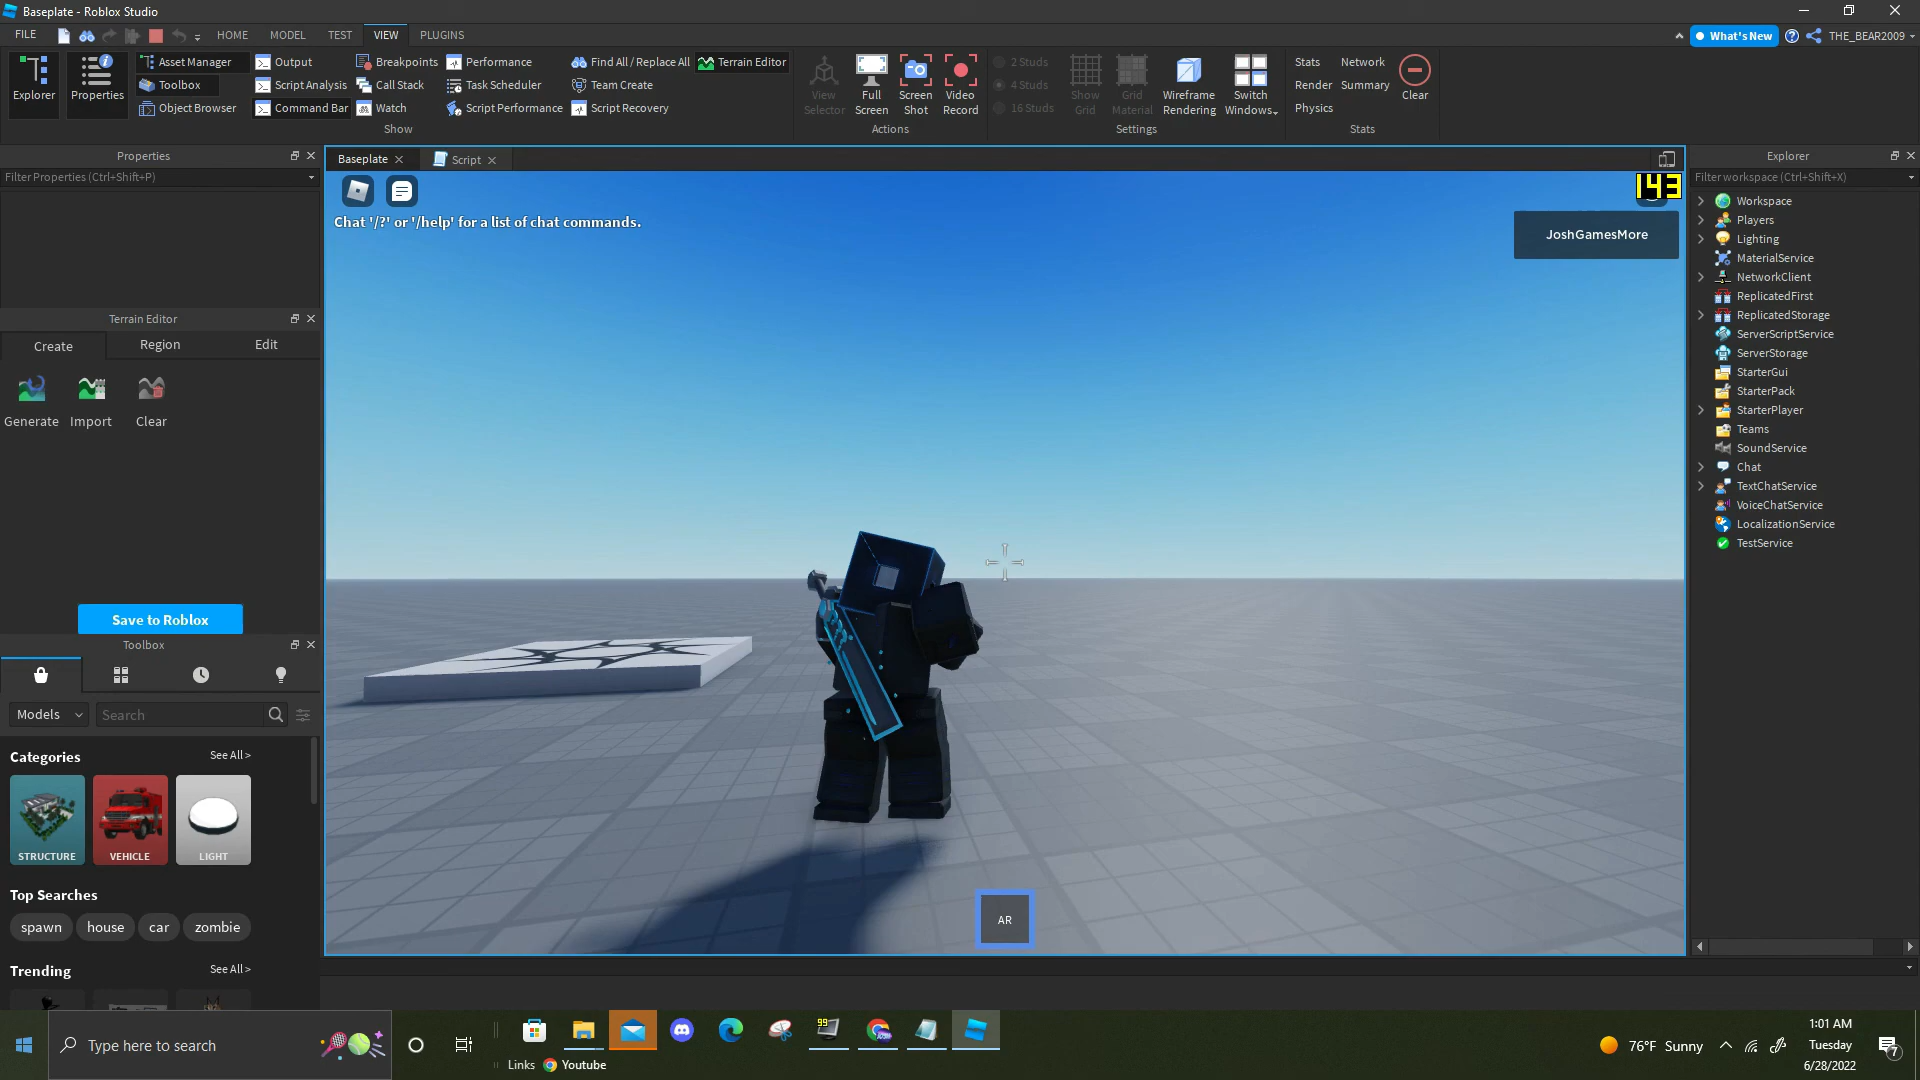 Baseplate - Roblox Studio
FILE
HOME
MODEL
TEST
VIEW
PLUGINS
What's New
THE_BEAR2009
Explorer
Properties
Asset Manager
Toolbox
Object Browser
Output
Script Analysis
Command Bar
Breakpoints
Call Stack
Watch
Performance
Task Scheduler
Script Performance
Find All / Replace All
Team Create
Script Recovery
Terrain Editor
Show
View
Selector
Full
Screen
Screen
Shot
Video
Record
Actions
2 Studs
4 Studs
16 Studs
Show
Grid
Grid
Material
Wireframe
Rendering
Switch
Windows
Settings
Stats
Render
Physics
Network
Summary
Clear
Stats
Properties
Filter Properties (Ctrl+Shift+P)
Terrain Editor
Create
Region
Edit
Generate
Import
Clear
Save to Roblox
Toolbox
Models
Search
Categories
See All >
STRUCTURE
VEHICLE
LIGHT
Top Searches
spawn
house
car
zombie
Trending
See All >
Baseplate
Script
Chat '/?' or '/help' for a list of chat commands.
143
JoshGamesMore
AR
Explorer
Filter workspace (Ctrl+Shift+X)
Workspace
Players
Lighting
MaterialService
NetworkClient
ReplicatedFirst
ReplicatedStorage
ServerScriptService
ServerStorage
StarterGui
StarterPack
StarterPlayer
Teams
SoundService
Chat
TextChatService
VoiceChatService
LocalizationService
TestService
Type here to search
99
Links
Youtube
76°F Sunny
1:01 AM
Tuesday
6/28/2022
7